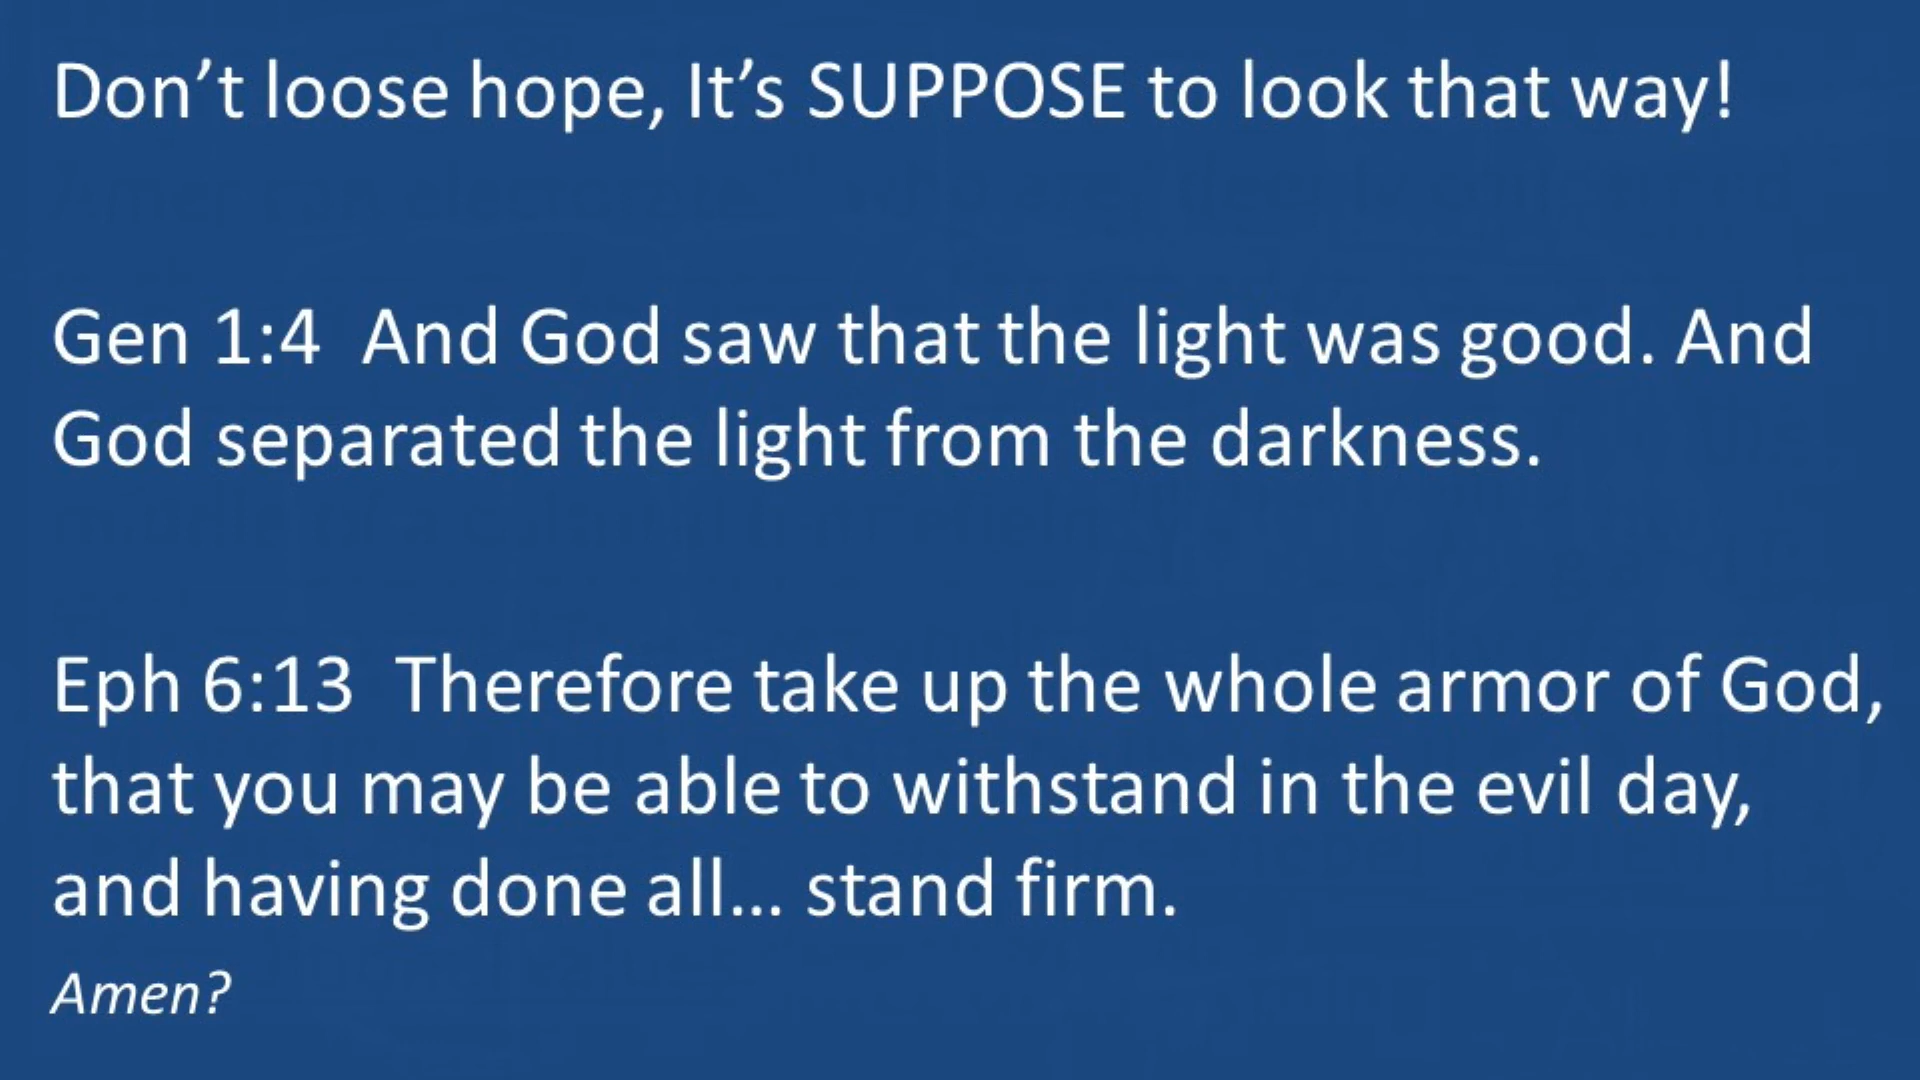 Don’t loose hope, It’s SUPPOSE to look that way!
Gen 1:4  And God saw that the light was good. And
God separated the light from the darkness.
Eph 6:13  Therefore take up the whole armor of God,
that you may be able to withstand in the evil day,
and having done all… stand firm.
Amen?